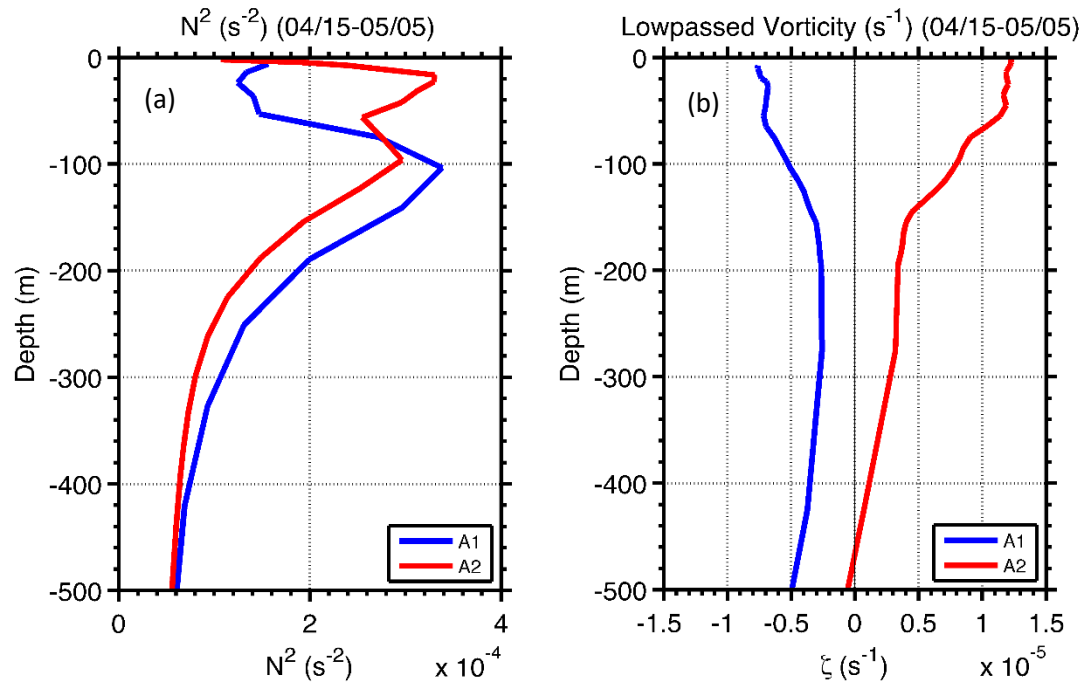 N² (s⁻²) (04/15-05/05)
(a)
0
-100
-200
-300
-400
-500
Depth (m)
A1
A2
0 2 4
N² (s⁻²) x 10⁻⁴
Lowpassed Vorticity (s⁻¹) (04/15-05/05)
(b)
0
-100
-200
-300
-400
-500
Depth (m)
A1
A2
-1.5 -1 -0.5 0 0.5 1 1.5
ζ (s⁻¹) x 10⁻⁵